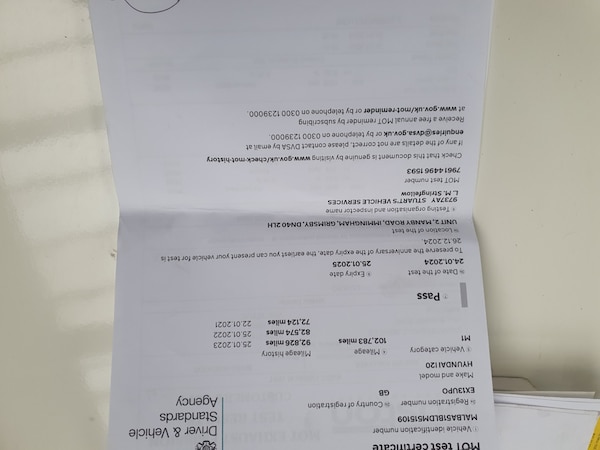 MOT test certificate
Driver & Vehicle
Standards
Agency
Vehicle identification number
MALBA51BLDM515109
Registration number
EX13UPO
Country of registration
GB
Make and model
HYUNDAI I20
Vehicle category
M1
Mileage
102,783 miles
Mileage history
92,826 miles 25.01.2023
82,574 miles 25.01.2022
72,124 miles 22.01.2021
Pass
Date of the test
24.01.2024
Expiry date
25.01.2025
To preserve the anniversary of the expiry date, the earliest you can present your vehicle for test is
26.12.2024.
Location of the test
UNIT 2, MANBY ROAD, IMMINGHAM, GRIMSBY, DN40 2LH
Testing organisation and inspector name
9737AY STUART'S VEHICLE SERVICES
L. M. Stringfellow
MOT test number
7961 4496 1593
Check that this document is genuine by visiting www.gov.uk/check-mot-history
If any of the details are not correct, please contact DVSA by email at
enquiries@dvsa.gov.uk or by telephone on 0300 1239000.
Receive a free annual MOT reminder by subscribing
at www.gov.uk/mot-reminder or by telephone on 0300 1239000.